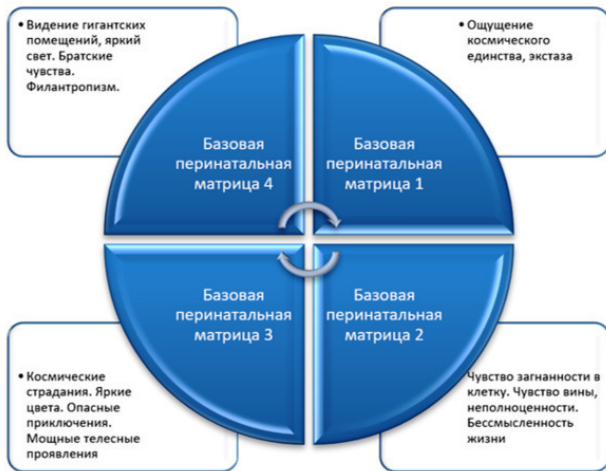 • Видение гигантских
помещений, яркий
свет. Братские
чувства.
Филантропизм.
• Ощущение
космического
единства, экстаза
Базовая
перинатальная
матрица 4
Базовая
перинатальная
матрица 1
Базовая
перинатальная
матрица 3
Базовая
перинатальная
матрица 2
• Космические
страдания. Яркие
цвета. Опасные
приключения.
Мощные телесные
проявления
Чувство загнанности в
клетку. Чувство вины,
неполноценности.
Бессмысленность
жизни